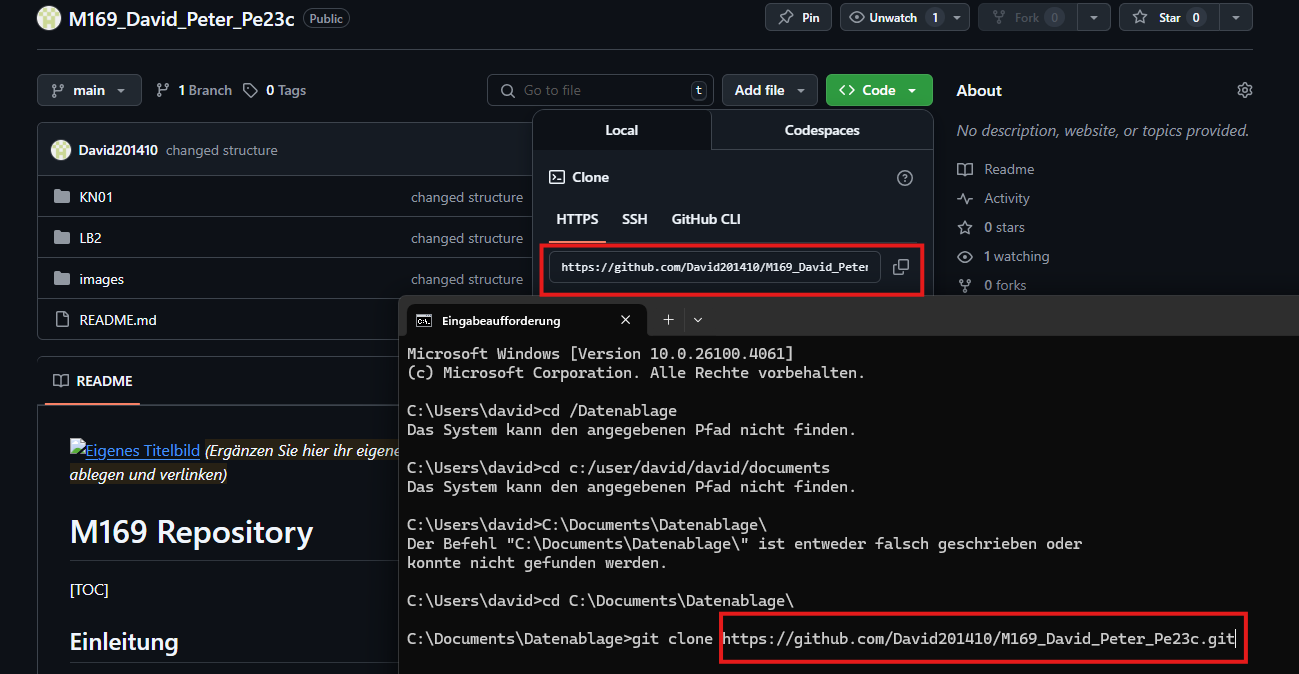 M169_David_Peter_Pe23c Public
Pin Unwatch 1 Fork 0 Star 0
main 1 Branch 0 Tags Go to file t Add file <> Code
About
No description, website, or topics provided.
Readme
Activity
0 stars
1 watching
0 forks
David201410 changed structure
KN01 changed structure
LB2 changed structure
images changed structure
README.md
Local Codespaces
Clone
HTTPS SSH GitHub CLI
https://github.com/David201410/M169_David_Peter
README
Eigenes Titelbild (Ergänzen Sie hier ihr eigene
ablegen und verlinken)
M169 Repository
[TOC]
Einleitung
Eingabeaufforderung
Microsoft Windows [Version 10.0.26100.4061]
(c) Microsoft Corporation. Alle Rechte vorbehalten.
C:\Users\david>cd /Datenablage
Das System kann den angegebenen Pfad nicht finden.
C:\Users\david>cd c:/user/david/david/documents
Das System kann den angegebenen Pfad nicht finden.
C:\Users\david>C:\Documents\Datenablage\
Der Befehl "C:\Documents\Datenablage\" ist entweder falsch geschrieben oder
konnte nicht gefunden werden.
C:\Users\david>cd C:\Documents\Datenablage\
C:\Documents\Datenablage>git clone https://github.com/David201410/M169_David_Peter_Pe23c.git